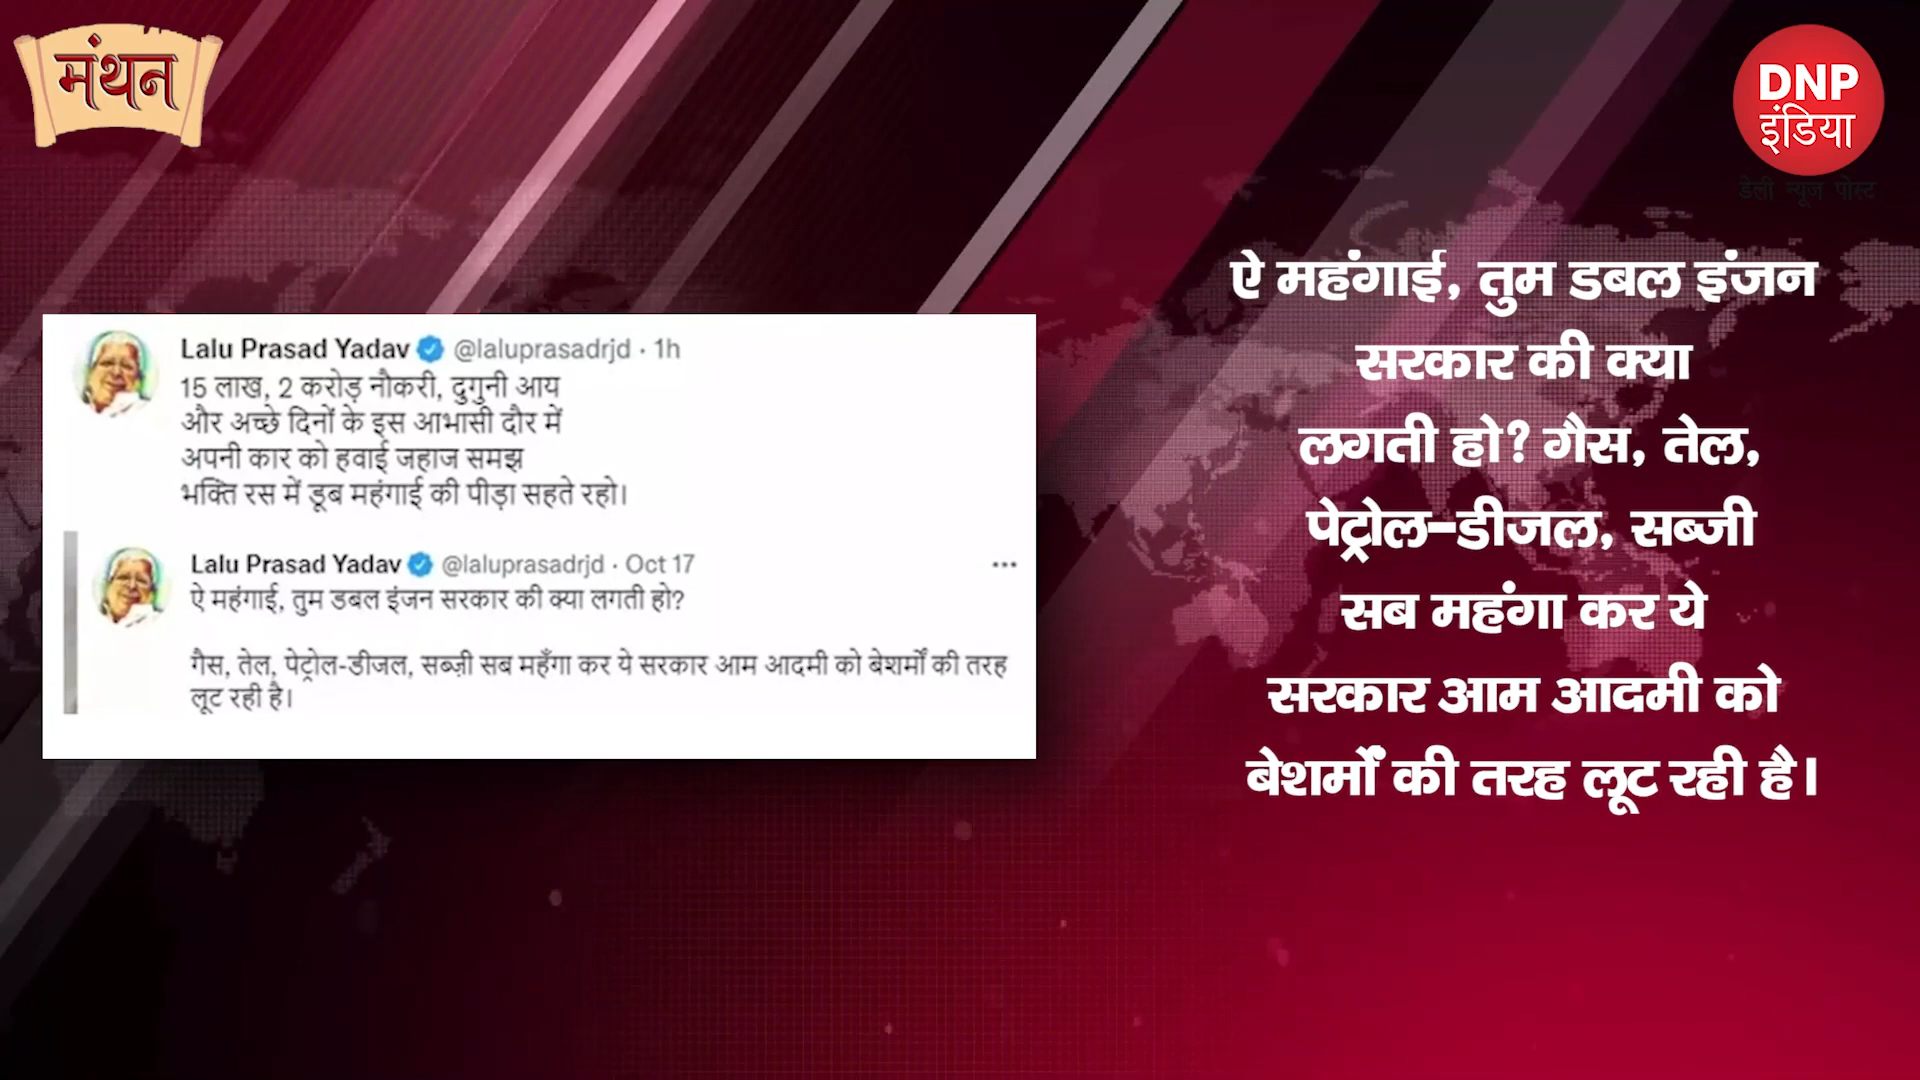 मंथन
DNP
इंडिया
डेली न्यूज पोस्ट
Lalu Prasad Yadav @laluprasadrjd · 1h
15 लाख, 2 करोड़ नौकरी, दुगुनी आय
और अच्छे दिनों के इस आभासी दौर में
अपनी कार को हवाई जहाज समझ
भक्ति रस में डूब महंगाई की पीड़ा सहते रहो।
Lalu Prasad Yadav @laluprasadrjd · Oct 17 ...
ऐ महंगाई, तुम डबल इंजन सरकार की क्या लगती हो?
गैस, तेल, पेट्रोल-डीजल, सब्ज़ी सब महँगा कर ये सरकार आम आदमी को बेशर्मों की तरह
लूट रही है।
ऐ महंगाई, तुम डबल इंजन
सरकार की क्या
लगती हो? गैस, तेल,
पेट्रोल-डीजल, सब्जी
सब महंगा कर ये
सरकार आम आदमी को
बेशर्मों की तरह लूट रही है।